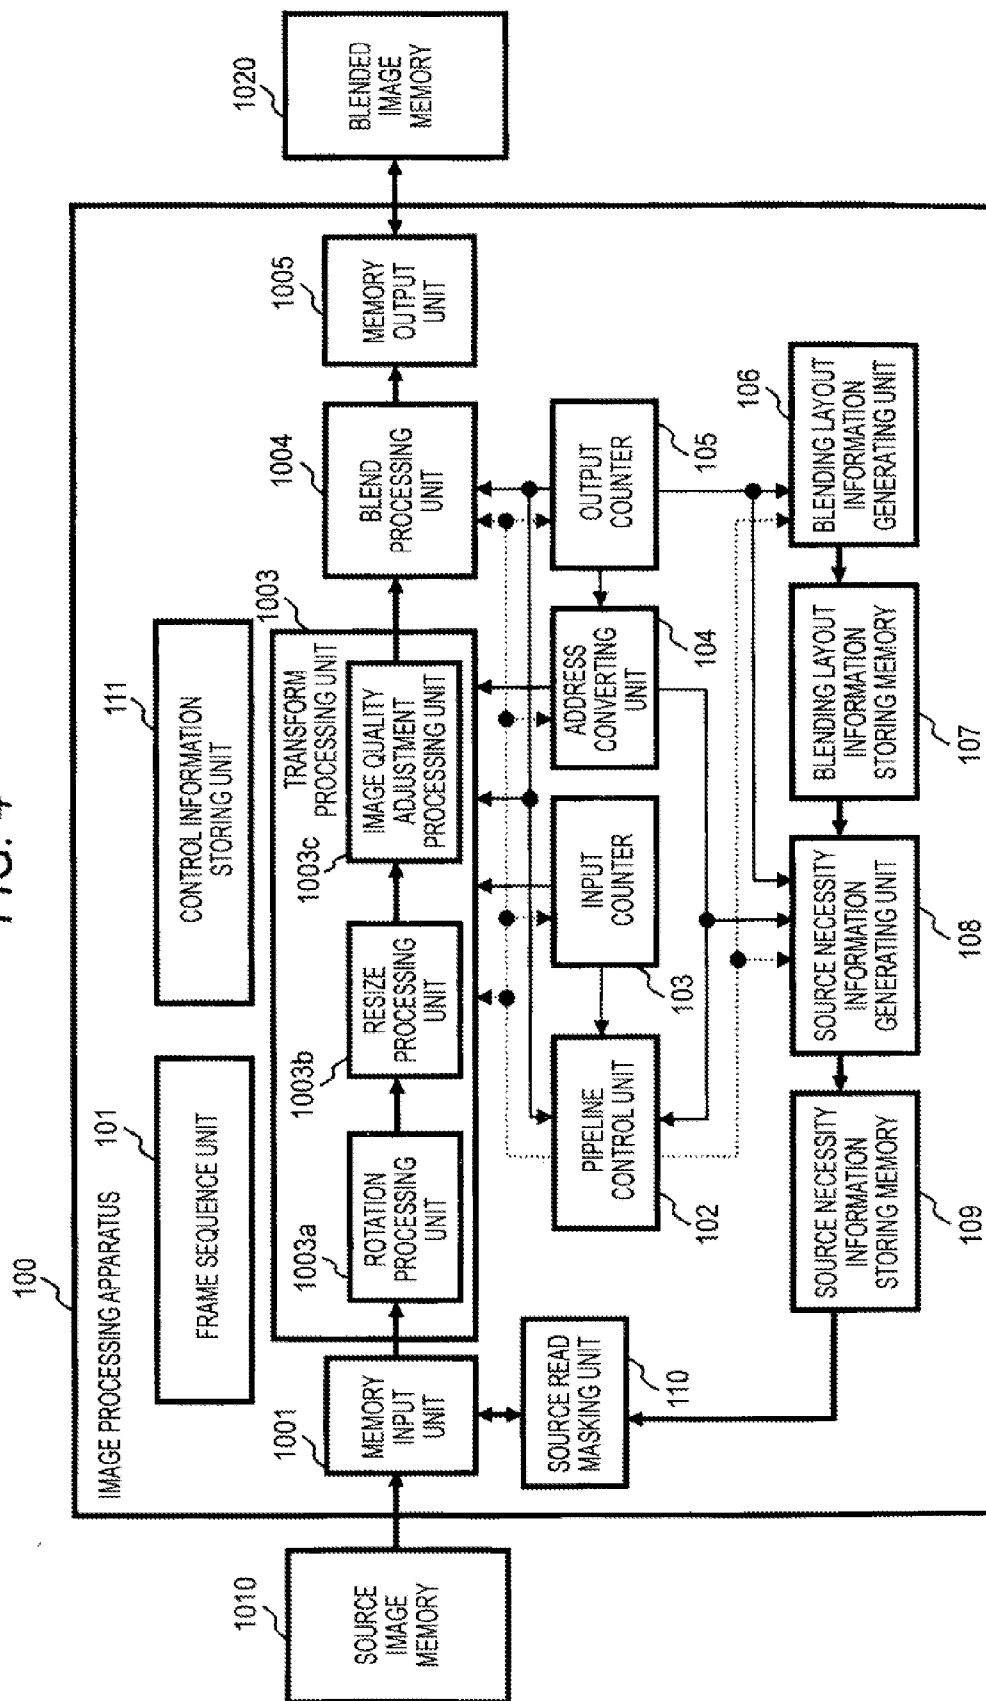 FIG. 4
100
IMAGE PROCESSING APPARATUS
101
FRAME SEQUENCE UNIT
111
CONTROL INFORMATION
STORING UNIT
1010
SOURCE
IMAGE
MEMORY
1001
MEMORY
INPUT
UNIT
1003
TRANSFORM
PROCESSING UNIT
1003a
ROTATION
PROCESSING
UNIT
1003b
RESIZE
PROCESSING
UNIT
1003c
IMAGE QUALITY
ADJUSTMENT
PROCESSING UNIT
1004
BLEND
PROCESSING
UNIT
1005
MEMORY
OUTPUT
UNIT
1020
BLENDED
IMAGE
MEMORY
SOURCE READ
MASKING UNIT
110
PIPELINE
CONTROL UNIT
102
INPUT
COUNTER
103
ADDRESS
CONVERTING
UNIT
104
OUTPUT
COUNTER
105
SOURCE NECESSITY
INFORMATION
STORING MEMORY
109
SOURCE NECESSITY
INFORMATION
GENERATING UNIT
108
BLENDING LAYOUT
INFORMATION
STORING MEMORY
107
106
BLENDING LAYOUT
INFORMATION
GENERATING UNIT